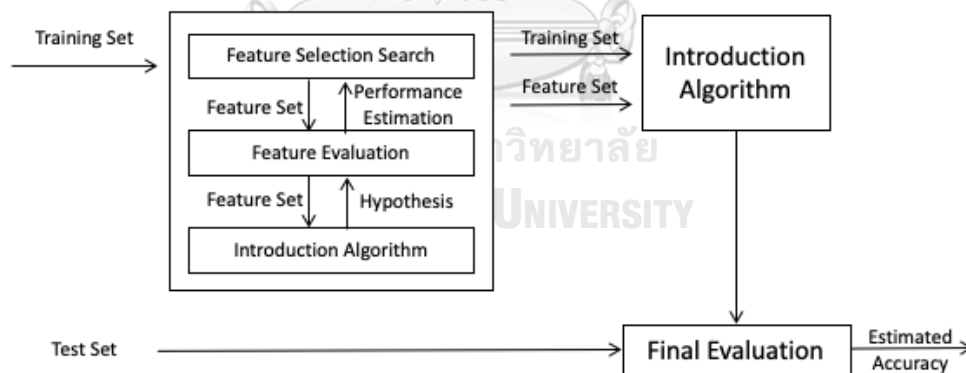 Training Set
Feature Selection Search
Feature Set
Performance
Estimation
Feature Evaluation
Feature Set
Hypothesis
Introduction Algorithm
Training Set
Feature Set
Introduction
Algorithm
UNIVERSITY
Test Set
Final Evaluation
Estimated
Accuracy